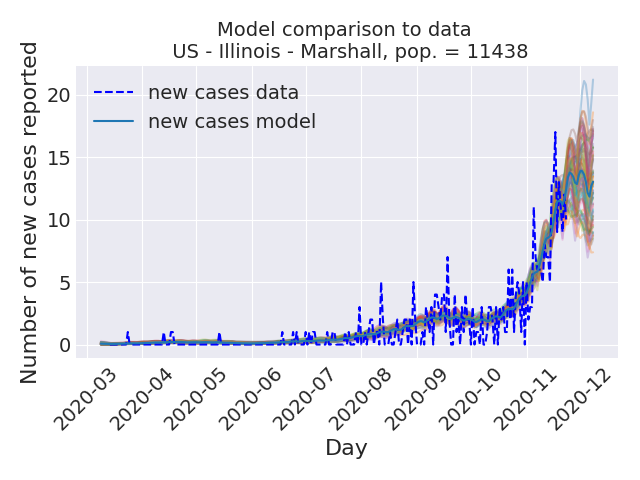 Model comparison to data
US - Illinois - Marshall, pop. = 11438
Number of new cases reported
20
15
10
5
0
new cases data
new cases model
2020-03
2020-04
2020-05
2020-06
2020-07
2020-08
2020-09
2020-10
2020-11
2020-12
Day